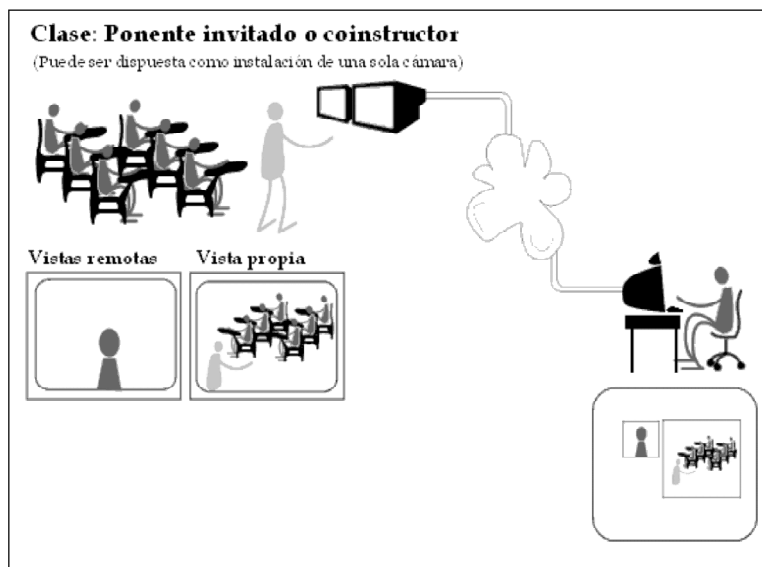 Clase: Ponente invitado o coinstructor
(Puede ser dispuesta como instalación de una sola cámara)
Vistas remotas
Vista propia